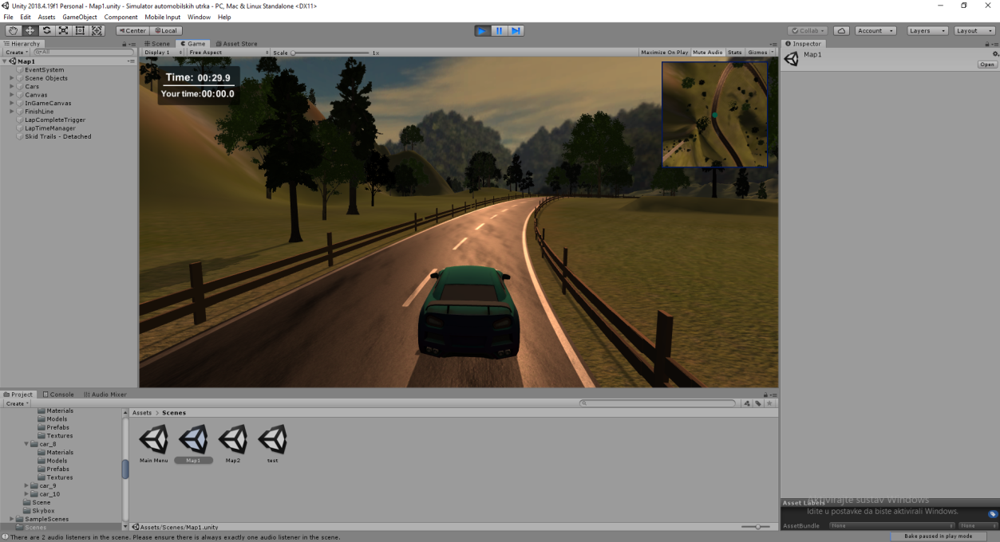 Unity 2018.4.19f1 Personal - Map1.unity - Simulator automobilskih utrka - PC, Mac & Linux Standalone <DX11>
File Edit Assets GameObject Component Mobile Input Window Help
Center Local Collab Account Layers Layout
Hierarchy
Create All
Map1
EventSystem
Scene Objects
Cars
Canvas
InGameCanvas
FinishLine
LapCompleteTrigger
LapTimeManager
Skid Trails - Detached
Scene Game Asset Store
Display 1 Free Aspect Scale 1x Maximize On Play Mute Audio Stats Gizmos
Time: 00:29.9
Your time:00:00.0
Inspector
Map1
Open
Project Console Audio Mixer
Create
Materials
Models
Prefabs
Textures
car_8
Materials
Models
Prefabs
Textures
car_9
car_10
Scene
Skybox
SampleScenes
Scenes
Assets > Scenes
Main Menu Map1 Map2 test
Assets/Scenes/Map1.unity
Asset Labels
Aktivirajte sustav Windows
Idite u postavke da biste aktivirali Windows.
AssetBundle None None
There are 2 audio listeners in the scene. Please ensure there is always exactly one audio listener in the scene.
Bake paused in play mode